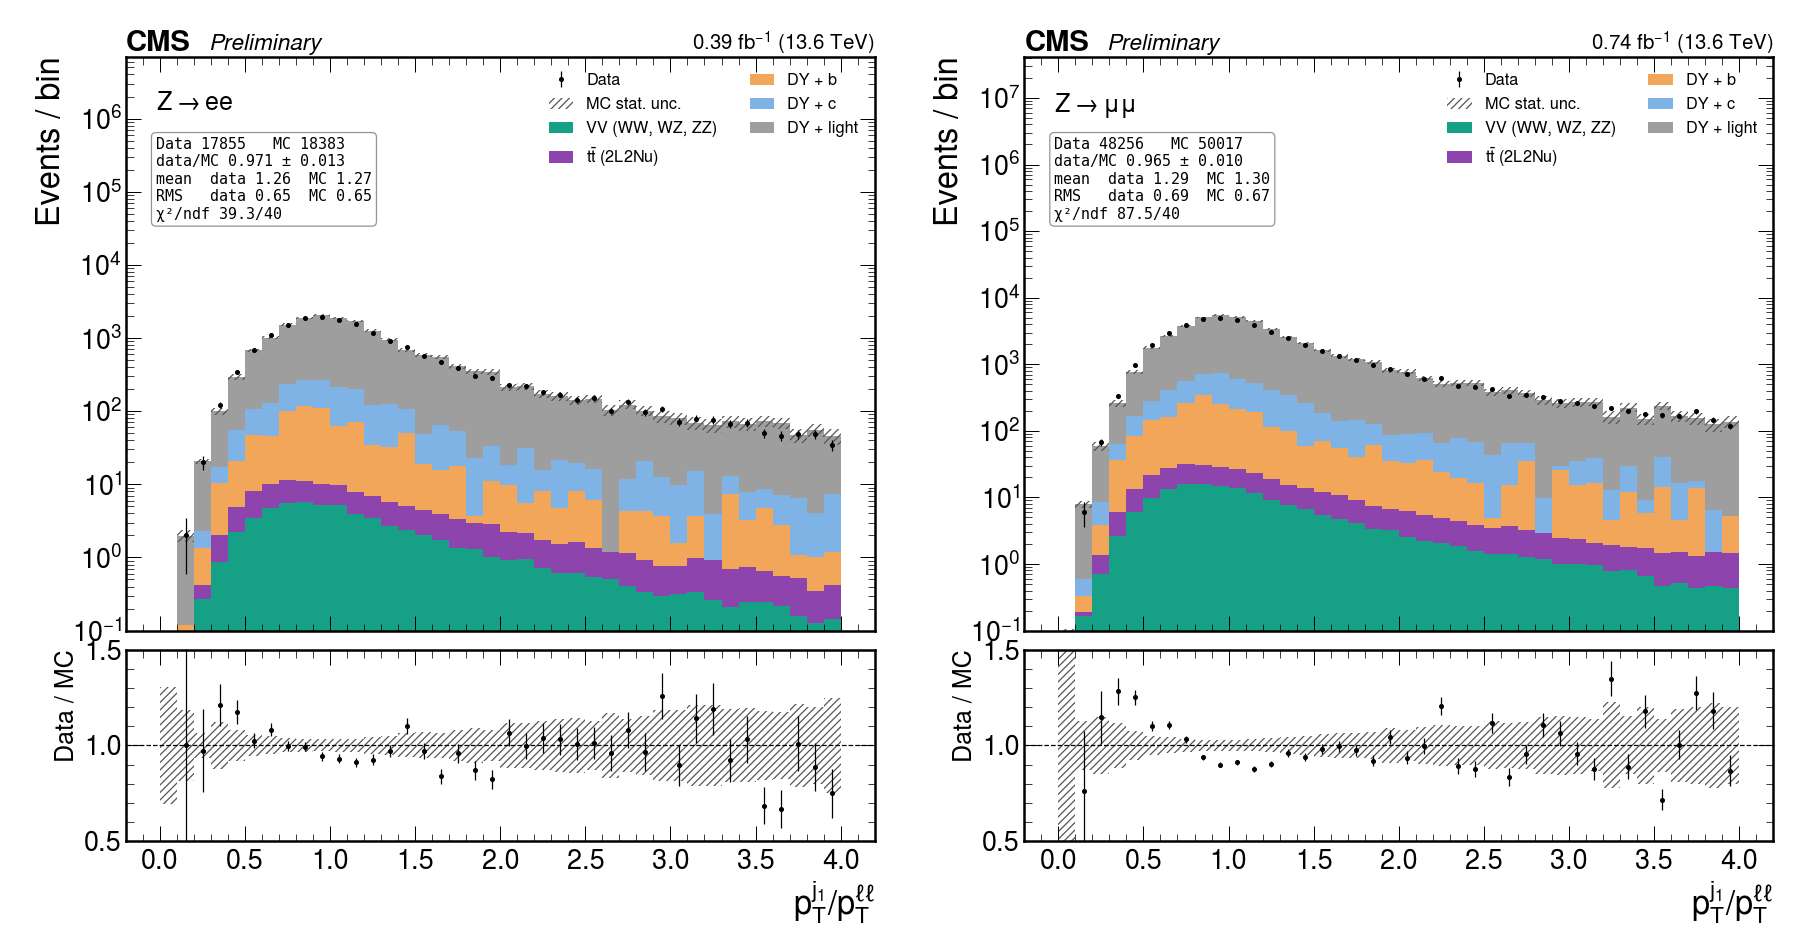 CMS Preliminary 0.39 fb⁻¹ (13.6 TeV)
Events / bin
Z → ee
Data 17855 MC 18383
data/MC 0.971 ± 0.013
mean data 1.26 MC 1.27
RMS data 0.65 MC 0.65
χ²/ndf 39.3/40
Data
MC stat. unc.
VV (WW, WZ, ZZ)
tt̄ (2L2Nu)
DY + b
DY + c
DY + light
10⁶
10⁵
10⁴
10³
10²
10¹
10⁰
10⁻¹
Data / MC
1.5
1.0
0.5
0.0 0.5 1.0 1.5 2.0 2.5 3.0 3.5 4.0
p_T^{j₁}/p_T^{ℓℓ}
CMS Preliminary 0.74 fb⁻¹ (13.6 TeV)
Events / bin
Z → μμ
Data 48256 MC 50017
data/MC 0.965 ± 0.010
mean data 1.29 MC 1.30
RMS data 0.69 MC 0.67
χ²/ndf 87.5/40
Data
MC stat. unc.
VV (WW, WZ, ZZ)
tt̄ (2L2Nu)
DY + b
DY + c
DY + light
10⁷
10⁶
10⁵
10⁴
10³
10²
10¹
10⁰
10⁻¹
Data / MC
1.5
1.0
0.5
0.0 0.5 1.0 1.5 2.0 2.5 3.0 3.5 4.0
p_T^{j₁}/p_T^{ℓℓ}